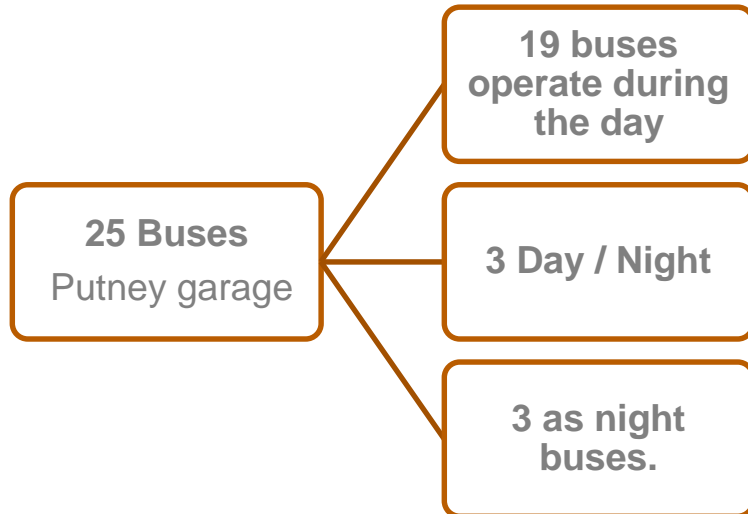 25 Buses
Putney garage
19 buses
operate during
the day
3 Day / Night
3 as night
buses.